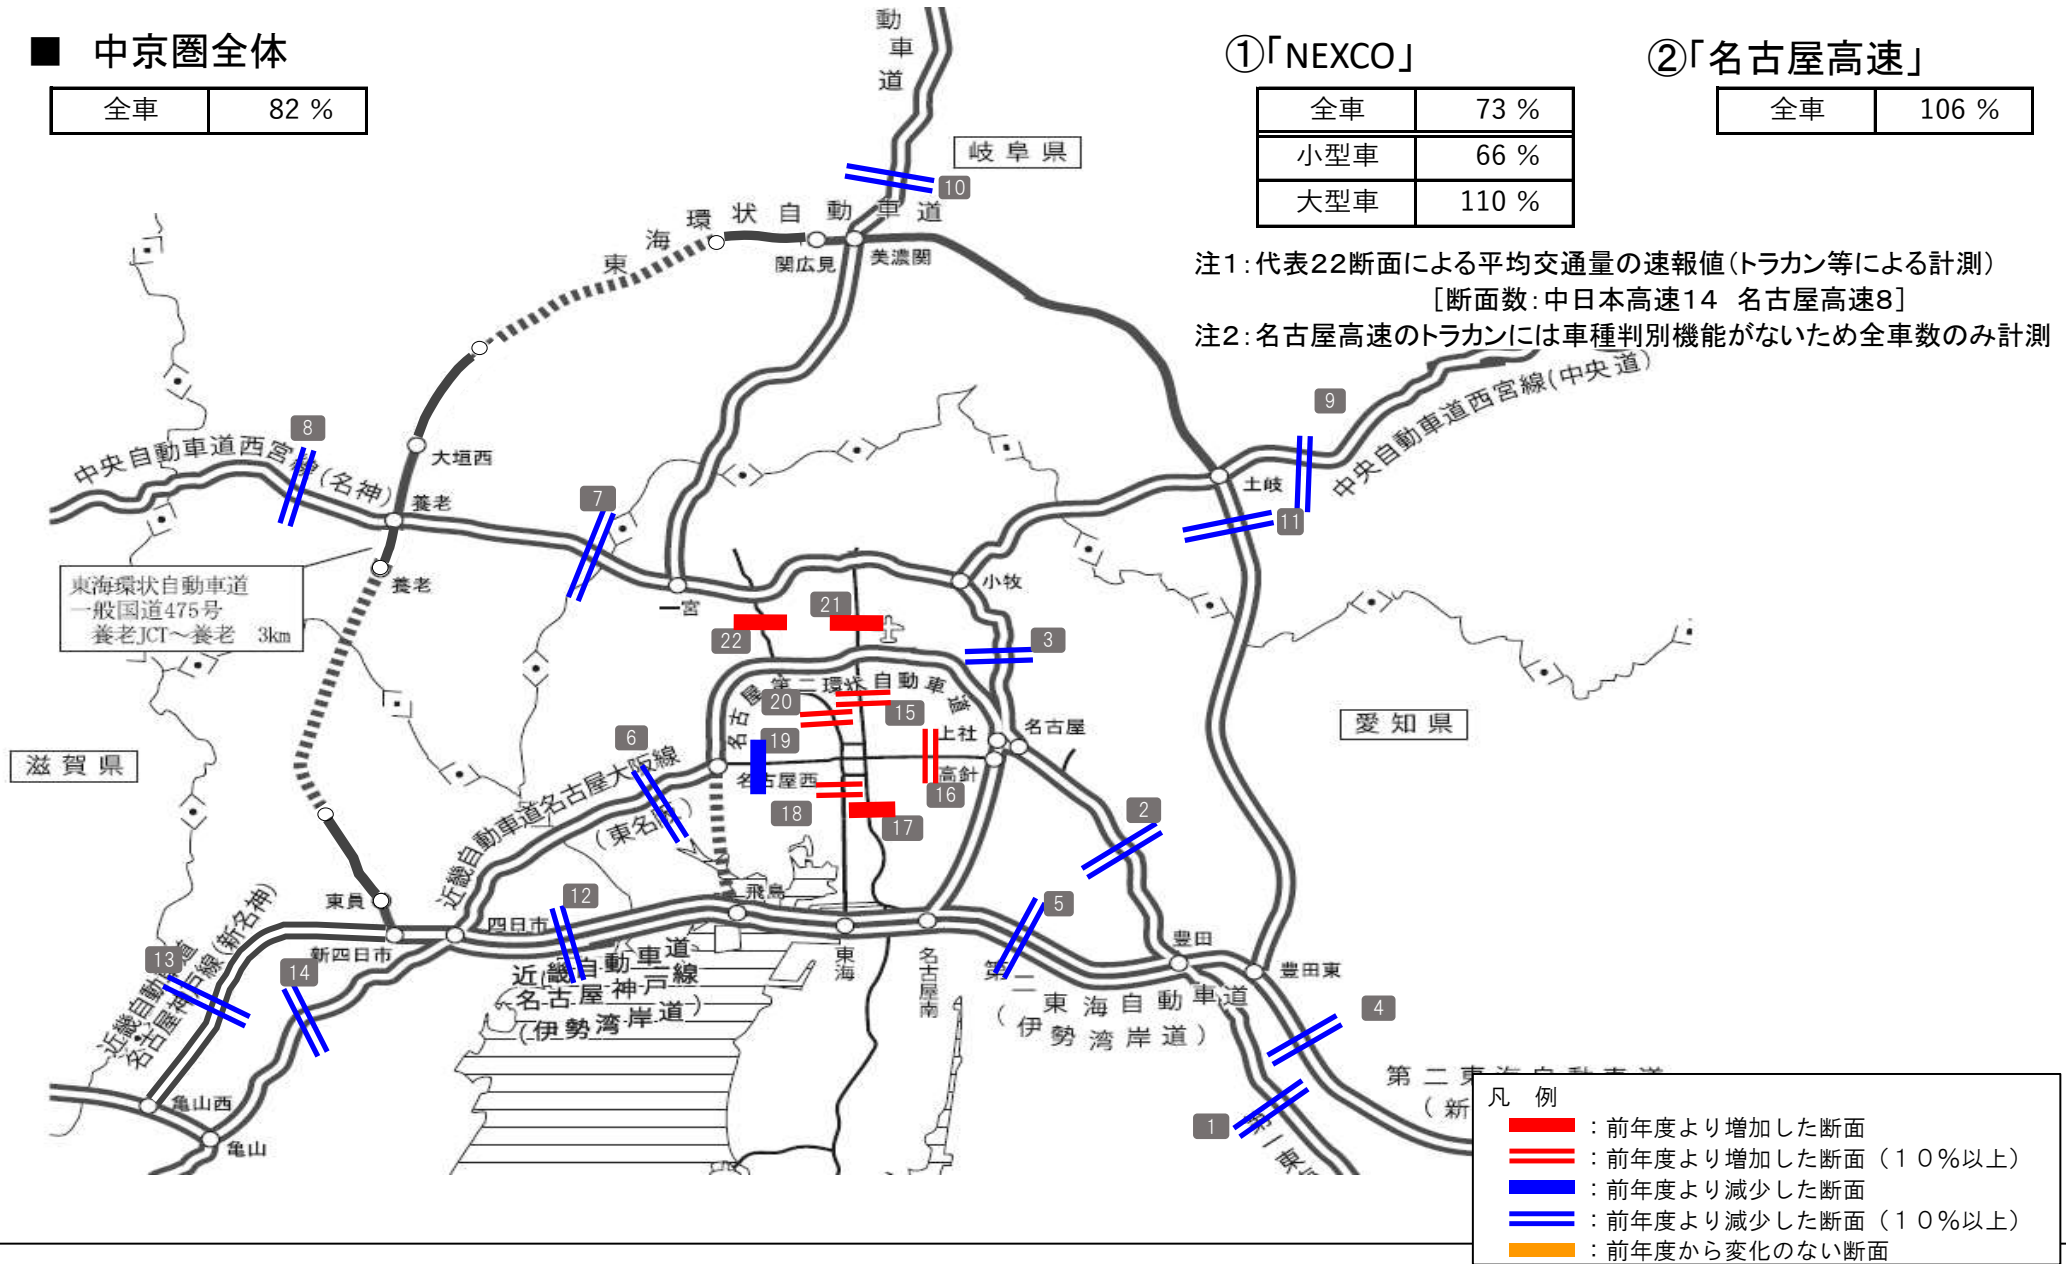 ■ 中京圏全体
全車 82 %
①「NEXCO」
全車 73 %
小型車 66 %
大型車 110 %
②「名古屋高速」
全車 106 %
注1：代表22断面による平均交通量の速報値（トラカン等による計測）
［断面数：中日本高速14 名古屋高速8］
注2：名古屋高速のトラカンには車種判別機能がないため全車数のみ計測
動車道
岐阜県
10
東海環状自動車道
関広見
美濃関
9
中央自動車道西宮線(中央道)
8
中央自動車道西宮線(名神)
大垣西
養老
7
土岐
11
東海環状自動車道
一般国道475号
養老JCT～養老 3km
養老
一宮
小牧
21
22
3
名古屋第二環状自動車道
20
15
19
上社
名古屋
愛知県
滋賀県
6
近畿自動車道名古屋大阪線
(東名阪)
名古屋西
高針
16
18
17
2
東員
12
飛島
5
四日市
新四日市
13
14
近畿自動車道
名古屋神戸線(新名神)
近畿自動車道
名古屋神戸線
(伊勢湾岸道)
東海
名古屋南
豊田
豊田東
第二東海自動車道
(伊勢湾岸道)
4
亀山西
亀山
1
第一東
第二東海自動車道
(新
凡 例
：前年度より増加した断面
：前年度より増加した断面（１０％以上）
：前年度より減少した断面
：前年度より減少した断面（１０％以上）
：前年度から変化のない断面